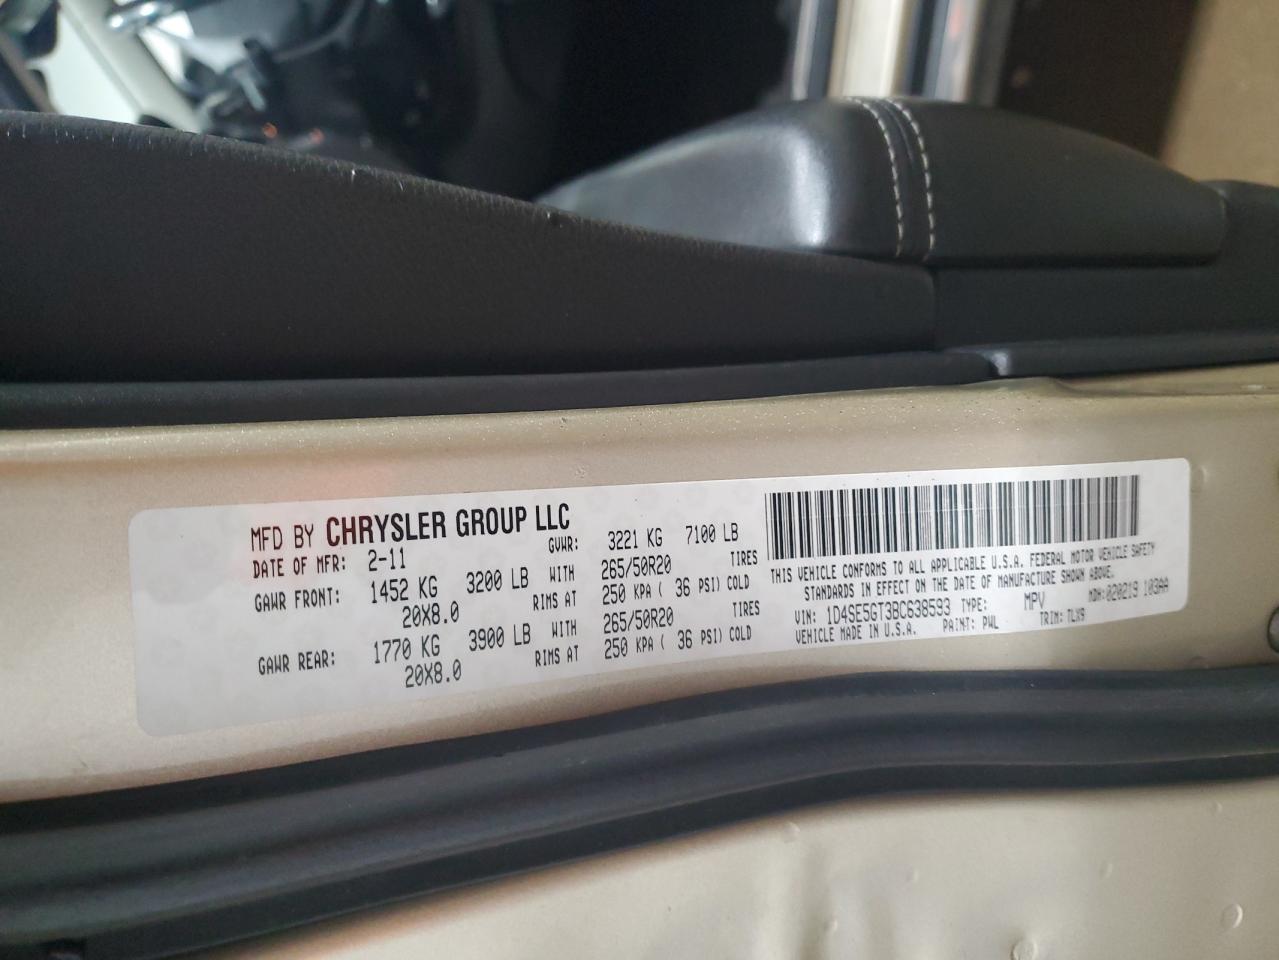 MFD BY CHRYSLER GROUP LLC
DATE OF MFR: 2-11 GVWR: 3221 KG 7100 LB
GAWR FRONT: 1452 KG 3200 LB WITH 265/50R20 TIRES
20X8.0 RIMS AT 250 KPA ( 36 PSI) COLD
GAWR REAR: 1770 KG 3900 LB WITH 265/50R20 TIRES
20X8.0 RIMS AT 250 KPA ( 36 PSI) COLD
THIS VEHICLE CONFORMS TO ALL APPLICABLE U.S.A. FEDERAL MOTOR VEHICLE SAFETY
STANDARDS IN EFFECT ON THE DATE OF MANUFACTURE SHOWN ABOVE.
VIN: 1D4SE5GT3BC638593 TYPE: MPV MDH: 020219 103AA
VEHICLE MADE IN U.S.A. PAINT: PWL TRIM: TLX9